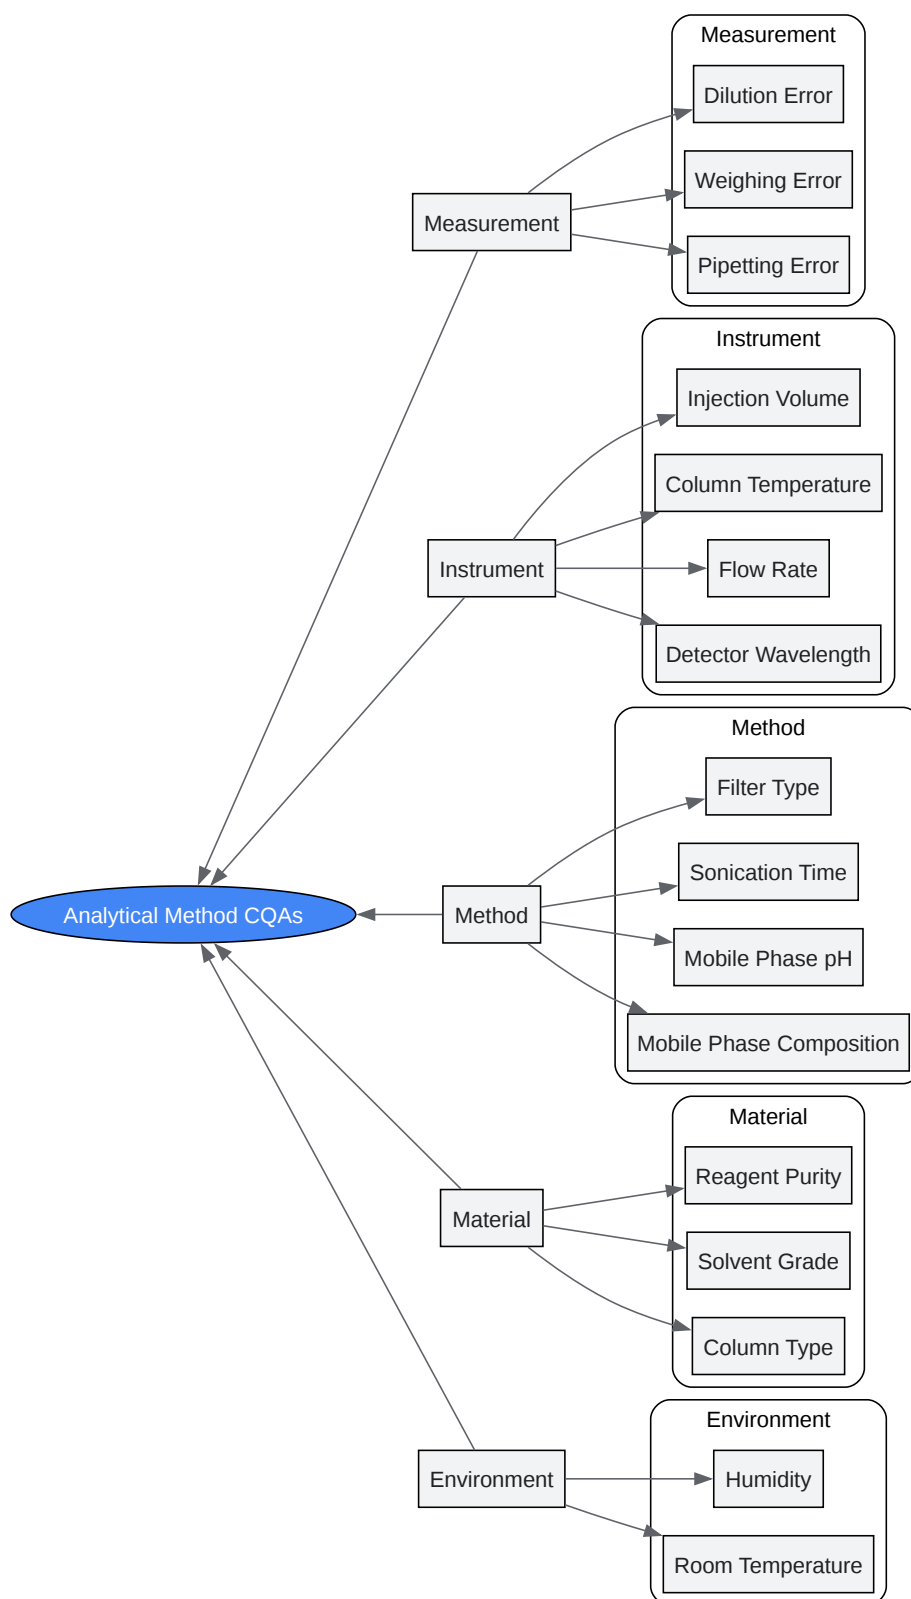 Measurement
Dilution Error
Weighing Error
Measurement
Pipetting Error
Instrument
Injection Volume
Column Temperature
Instrument
Flow Rate
Detector Wavelength
Method
Filter Type
Sonication Time
Analytical Method CQAs
Method
Mobile Phase pH
Mobile Phase Composition
Material
Reagent Purity
Material
Solvent Grade
Column Type
Environment
Environment
Humidity
Room Temperature